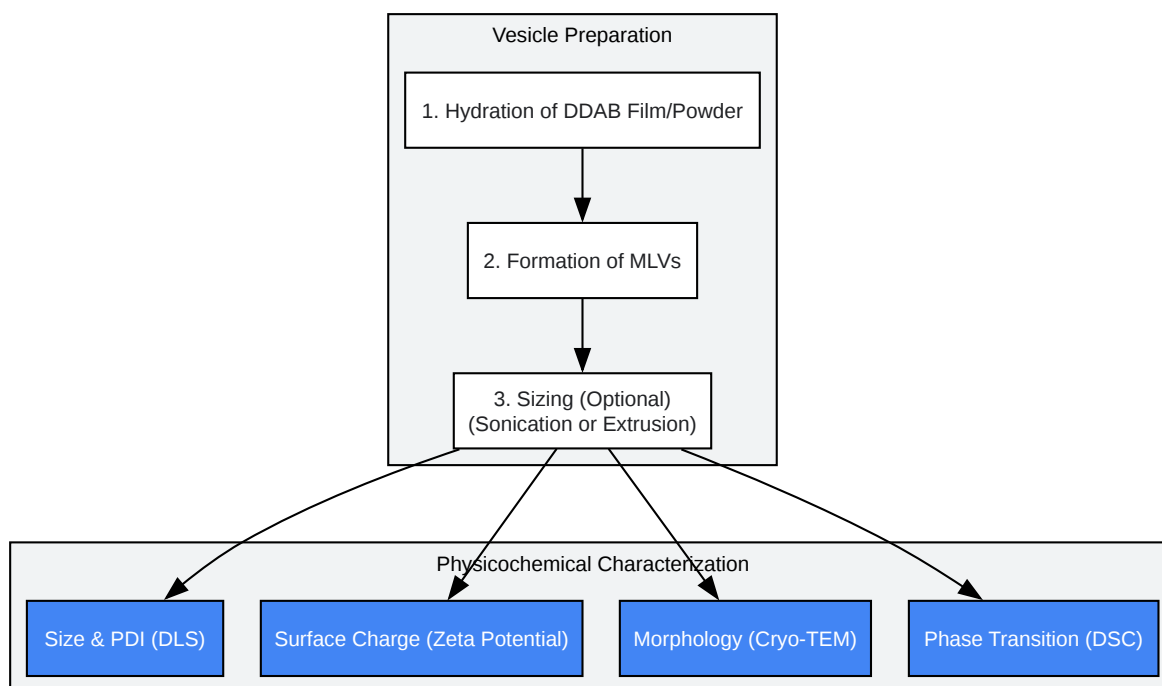 Vesicle Preparation
1. Hydration of DDAB Film/Powder
2. Formation of MLVs
3. Sizing (Optional)
(Sonication or Extrusion)
Physicochemical Characterization
Size & PDI (DLS)
Surface Charge (Zeta Potential)
Morphology (Cryo-TEM)
Phase Transition (DSC)